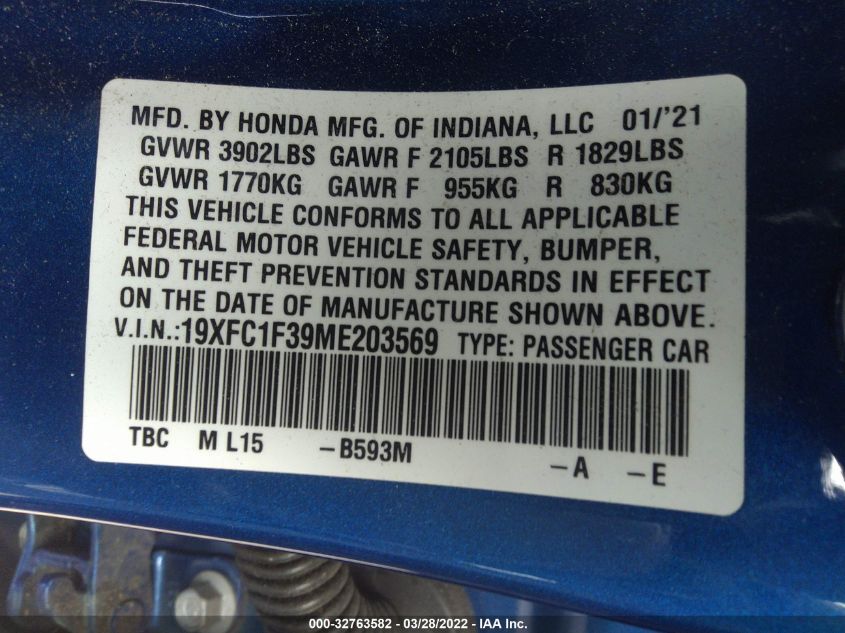 MFD. BY HONDA MFG. OF INDIANA, LLC 01/'21
GVWR 3902LBS GAWR F 2105LBS R 1829LBS
GVWR 1770KG GAWR F 955KG R 830KG
THIS VEHICLE CONFORMS TO ALL APPLICABLE
FEDERAL MOTOR VEHICLE SAFETY, BUMPER,
AND THEFT PREVENTION STANDARDS IN EFFECT
ON THE DATE OF MANUFACTURE SHOWN ABOVE.
V.I.N.:19XFC1F39ME203569 TYPE: PASSENGER CAR
TBC M L15 -B593M -A -E
000-32763582 - 03/28/2022 - IAA Inc.